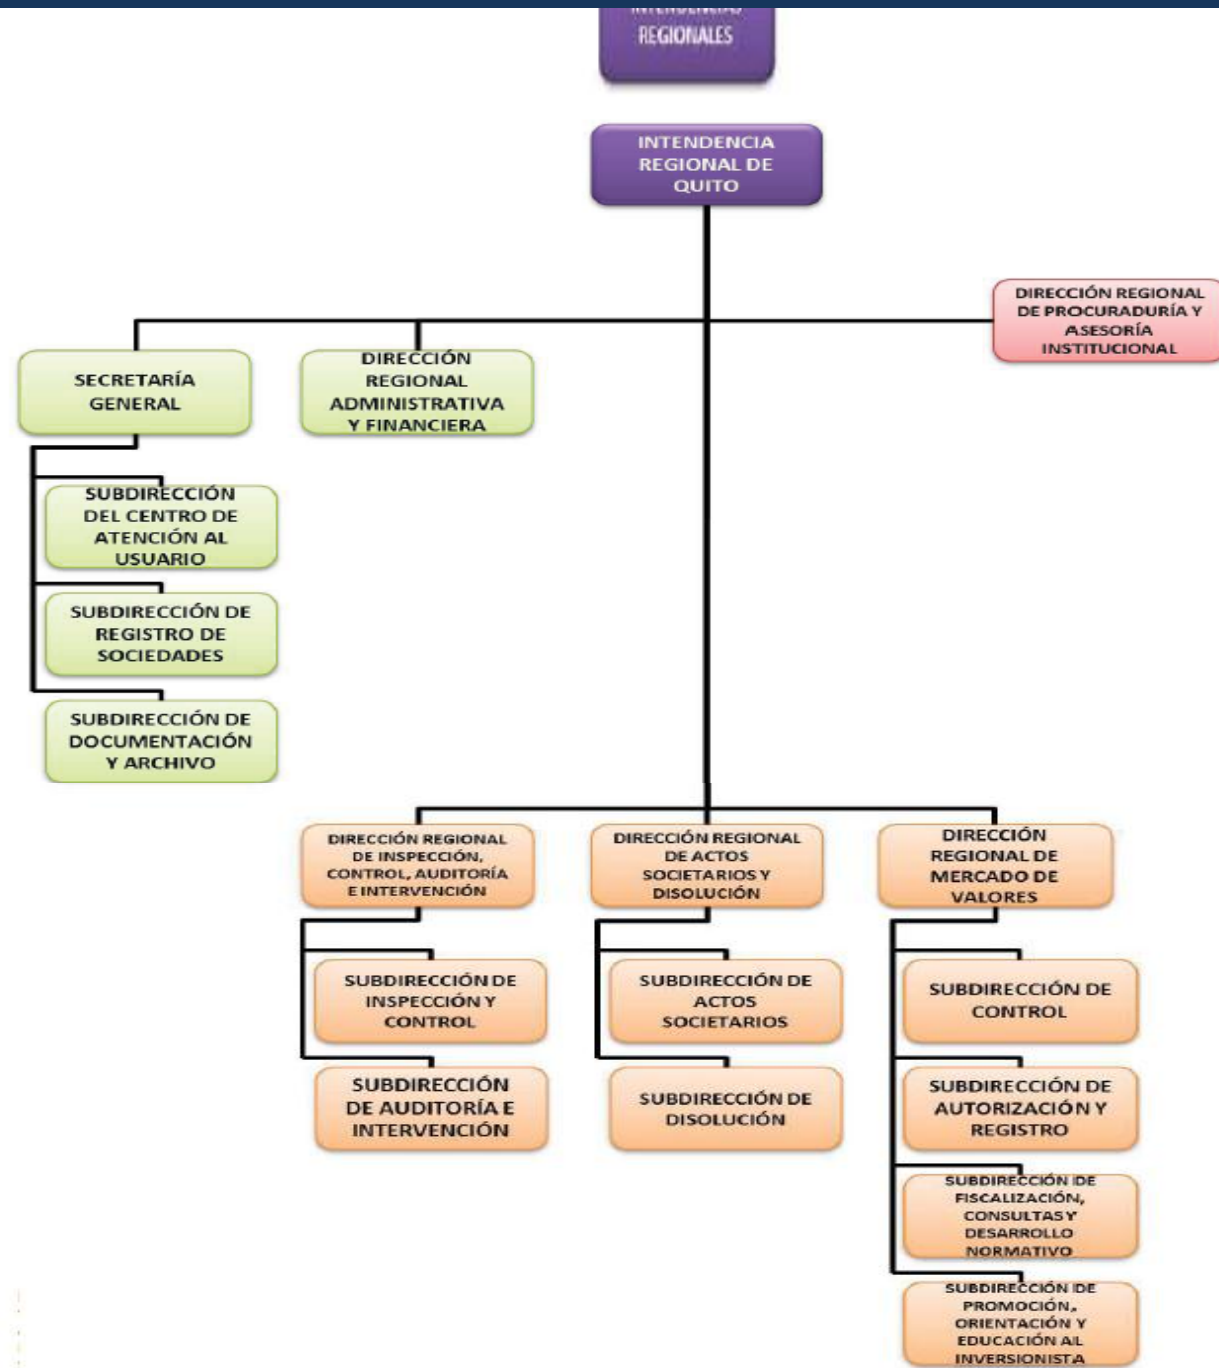 INTENDENCIAS
REGIONALES
INTENDENCIA
REGIONAL DE
QUITO
DIRECCIÓN REGIONAL
DE PROCURADURÍA Y
ASESORÍA
INSTITUCIONAL
SECRETARÍA
GENERAL
DIRECCIÓN
REGIONAL
ADMINISTRATIVA
Y FINANCIERA
SUBDIRECCIÓN
DEL CENTRO DE
ATENCIÓN AL
USUARIO
SUBDIRECCIÓN DE
REGISTRO DE
SOCIEDADES
SUBDIRECCIÓN DE
DOCUMENTACIÓN
Y ARCHIVO
DIRECCIÓN REGIONAL
DE INSPECCIÓN,
CONTROL, AUDITORÍA
E INTERVENCIÓN
SUBDIRECCIÓN DE
INSPECCIÓN Y
CONTROL
SUBDIRECCIÓN
DE AUDITORÍA E
INTERVENCIÓN
DIRECCIÓN REGIONAL
DE ACTOS
SOCIETARIOS Y
DISOLUCIÓN
SUBDIRECCIÓN DE
ACTOS
SOCIETARIOS
SUBDIRECCIÓN DE
DISOLUCIÓN
DIRECCIÓN
REGIONAL DE
MERCADO DE
VALORES
SUBDIRECCIÓN DE
CONTROL
SUBDIRECCIÓN DE
AUTORIZACIÓN Y
REGISTRO
SUBDIRECCIÓN DE
FISCALIZACIÓN,
CONSULTAS Y
DESARROLLO
NORMATIVO
SUBDIRECCIÓN DE
PROMOCIÓN,
ORIENTACIÓN Y
EDUCACIÓN AL
INVERSIONISTA